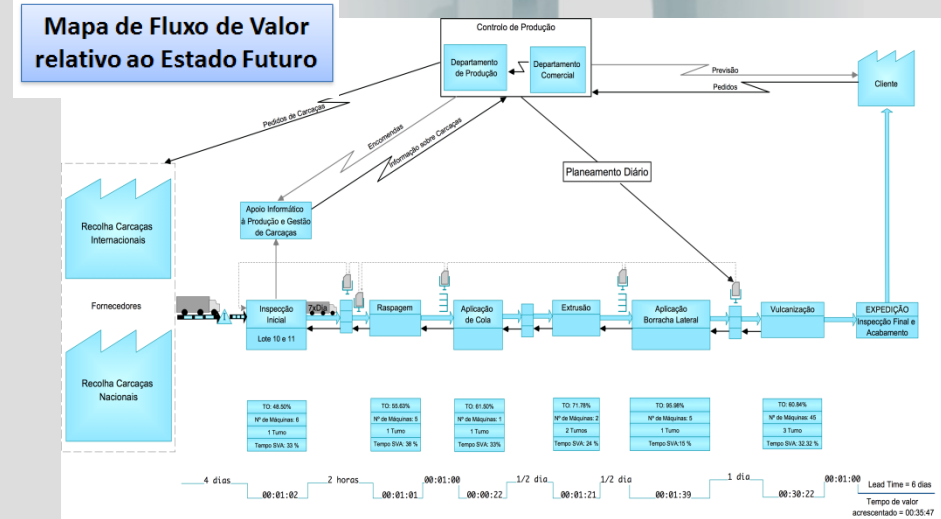 Mapa de Fluxo de Valor
relativo ao Estado Futuro
Controlo de Produção
Departamento
de Produção
Departamento
Comercial
Previsão
Pedidos
Cliente
Pedidos de Carcaças
Encomendas
Informação sobre Carcaças
Planeamento Diário
Recolha Carcaças
Internacionais
Apoio Informático
à Produção e Gestão
de Carcaças
Fornecedores
Recolha Carcaças
Nacionais
I
Inspecção
Inicial
Lote 10 e 11
7xDia
Raspagem
Aplicação
de Cola
Extrusão
Aplicação
Borracha Lateral
Vulcanização
EXPEDIÇÃO
Inspecção Final e
Acabamento
TO: 48.50%
Nº de Máquinas: 6
1 Turno
Tempo SVA: 33 %
TO: 55.63%
Nº de Máquinas: 5
1 Turno
Tempo SVA: 38 %
TO: 61.50%
Nº de Máquinas: 1
1 Turno
Tempo SVA: 33%
TO: 71.76%
Nº de Máquinas: 2
2 Turnos
Tempo SVA: 24 %
TO: 95.98%
Nº de Máquinas: 5
1 Turno
Tempo SVA:15 %
TO: 60.84%
Nº de Máquinas: 45
3 Turno
Tempo SVA: 32.32 %
4 dias
00:01:02
2 horas
00:01:01
00:01:00
00:00:22
1/2 dia
00:01:21
1/2 dia
00:01:39
1 dia
00:30:22
00:01:00
Lead Time = 6 dias
Tempo de valor
acrescentado = 00:35:47